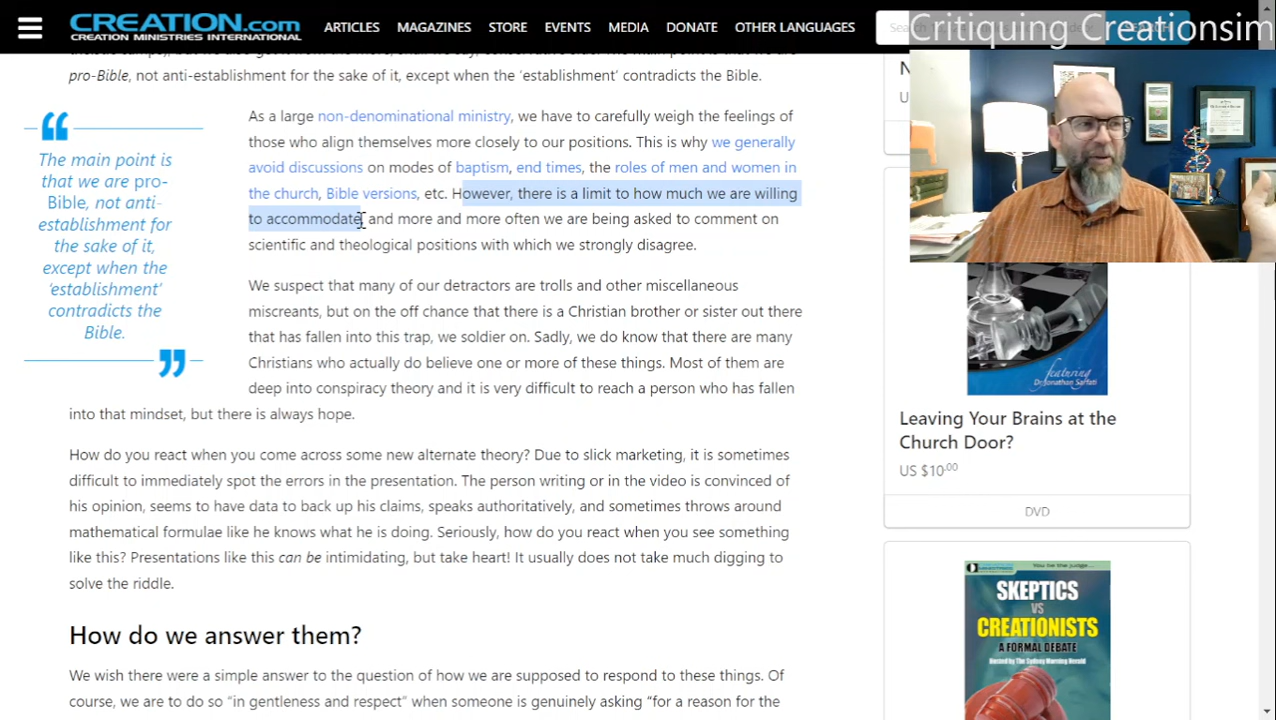 CREATION.com
CREATION MINISTRIES INTERNATIONAL
ARTICLES
MAGAZINES
STORE
EVENTS
MEDIA
DONATE
OTHER LANGUAGES
Critiquing Creationsim
pro-Bible, not anti-establishment for the sake of it, except when the ‘establishment’ contradicts the Bible.
“
The main point is
that we are pro-
Bible, not anti-
establishment for
the sake of it,
except when the
‘establishment’
contradicts the
Bible.
”
As a large non-denominational ministry, we have to carefully weigh the feelings of
those who align themselves more closely to our positions. This is why we generally
avoid discussions on modes of baptism, end times, the roles of men and women in
the church, Bible versions, etc. However, there is a limit to how much we are willing
to accommodate, and more and more often we are being asked to comment on
scientific and theological positions with which we strongly disagree.
We suspect that many of our detractors are trolls and other miscellaneous
miscreants, but on the off chance that there is a Christian brother or sister out there
that has fallen into this trap, we soldier on. Sadly, we do know that there are many
Christians who actually do believe one or more of these things. Most of them are
deep into conspiracy theory and it is very difficult to reach a person who has fallen
into that mindset, but there is always hope.
How do you react when you come across some new alternate theory? Due to slick marketing, it is sometimes
difficult to immediately spot the errors in the presentation. The person writing or in the video is convinced of
his opinion, seems to have data to back up his claims, speaks authoritatively, and sometimes throws around
mathematical formulae like he knows what he is doing. Seriously, how do you react when you see something
like this? Presentations like this can be intimidating, but take heart! It usually does not take much digging to
solve the riddle.
How do we answer them?
We wish there were a simple answer to the question of how we are supposed to respond to these things. Of
course, we are to do so “in gentleness and respect” when someone is genuinely asking “for a reason for the
featuring
Dr Jonathan Sarfati
Leaving Your Brains at the
Church Door?
US $10.00
DVD
You be the judge...
SKEPTICS
VS
CREATIONISTS
A FORMAL DEBATE
Hosted by The Sydney Morning Herald